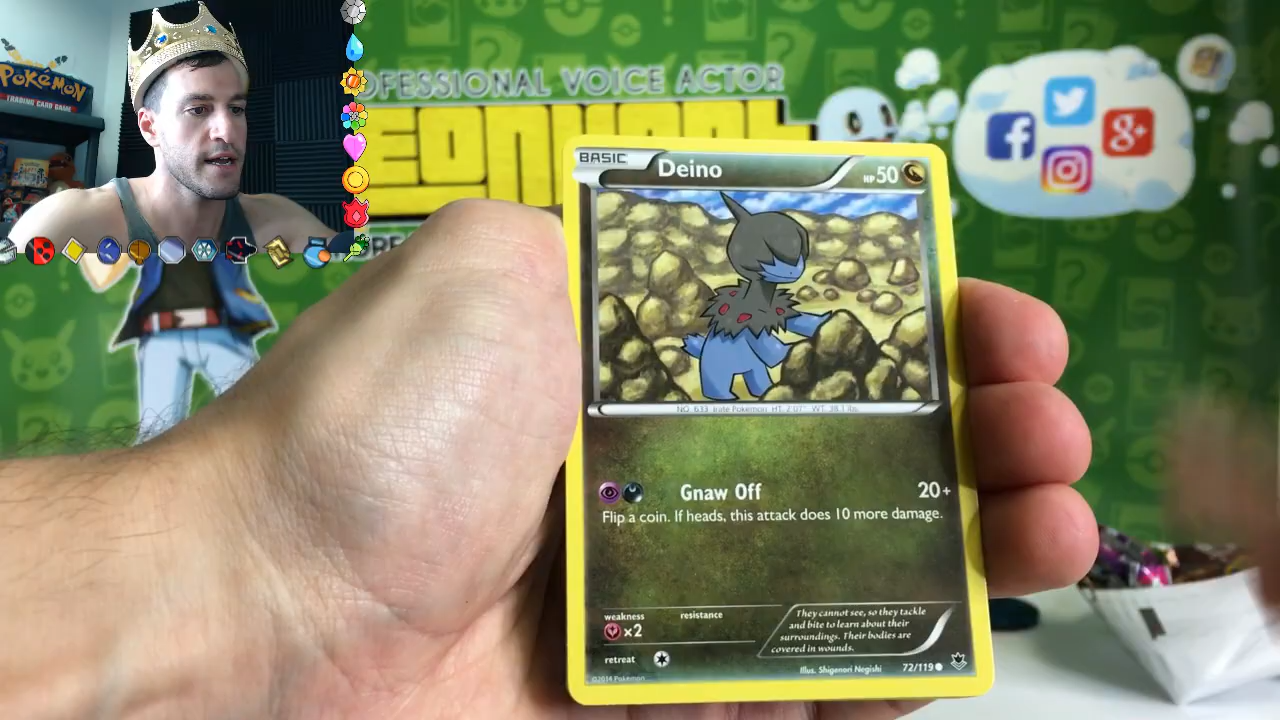 POKÉMON
TRADING CARD GAME
PROFESSIONAL VOICE ACTOR
BASIC
Deino
HP 50
NO. 633 Irate Pokémon HT: 2'07" WT: 38.1 lbs.
Gnaw Off
20+
Flip a coin. If heads, this attack does 10 more damage.
weakness
resistance
×2
They cannot see, so they tackle
and bite to learn about their
surroundings. Their bodies are
covered in wounds.
retreat
Illus. Shigenori Negishi
72/119
©2014 Pokémon